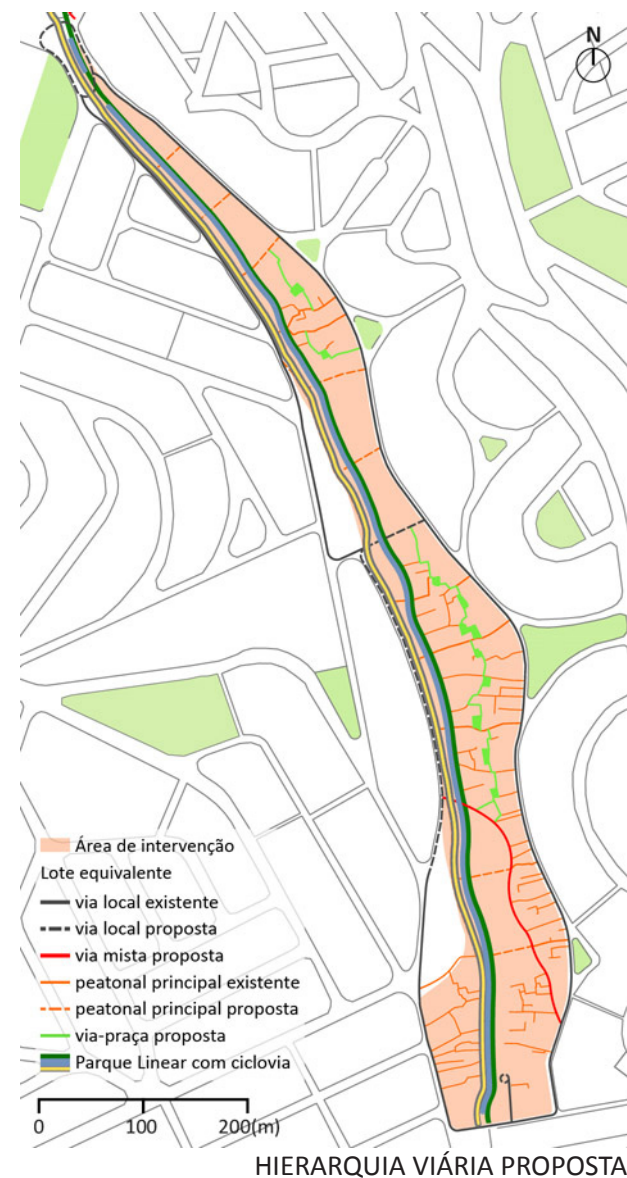 N
Área de intervenção
Lote equivalente
via local existente
via local proposta
via mista proposta
peatonal principal existente
peatonal principal proposta
via-praça proposta
Parque Linear com ciclovia
0 100 200(m)
HIERARQUIA VIÁRIA PROPOSTA